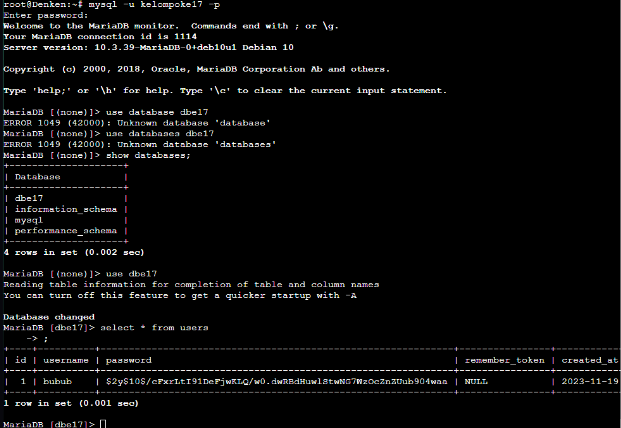 root@Denken:~# mysql -u kelompoke17 -p
Enter password:
Welcome to the MariaDB monitor.  Commands end with ; or \g.
Your MariaDB connection id is 1114
Server version: 10.3.39-MariaDB-0+deb10u1 Debian 10

Copyright (c) 2000, 2018, Oracle, MariaDB Corporation Ab and others.

Type 'help;' or '\h' for help. Type '\c' to clear the current input statement.

MariaDB [(none)]> use database dbe17
ERROR 1049 (42000): Unknown database 'database'
MariaDB [(none)]> use databases dbe17
ERROR 1049 (42000): Unknown database 'databases'
MariaDB [(none)]> show databases;
+--------------------+
| Database           |
+--------------------+
| dbe17              |
| information_schema |
| mysql              |
| performance_schema |
+--------------------+
4 rows in set (0.002 sec)

MariaDB [(none)]> use dbe17
Reading table information for completion of table and column names
You can turn off this feature to get a quicker startup with -A

Database changed
MariaDB [dbe17]> select * from users
    -> ;
| id | username | password | remember_token | created_at
| 1 | bubub | | NULL | 2023-11-19
1 row in set (0.001 sec)

MariaDB [dbe17]>